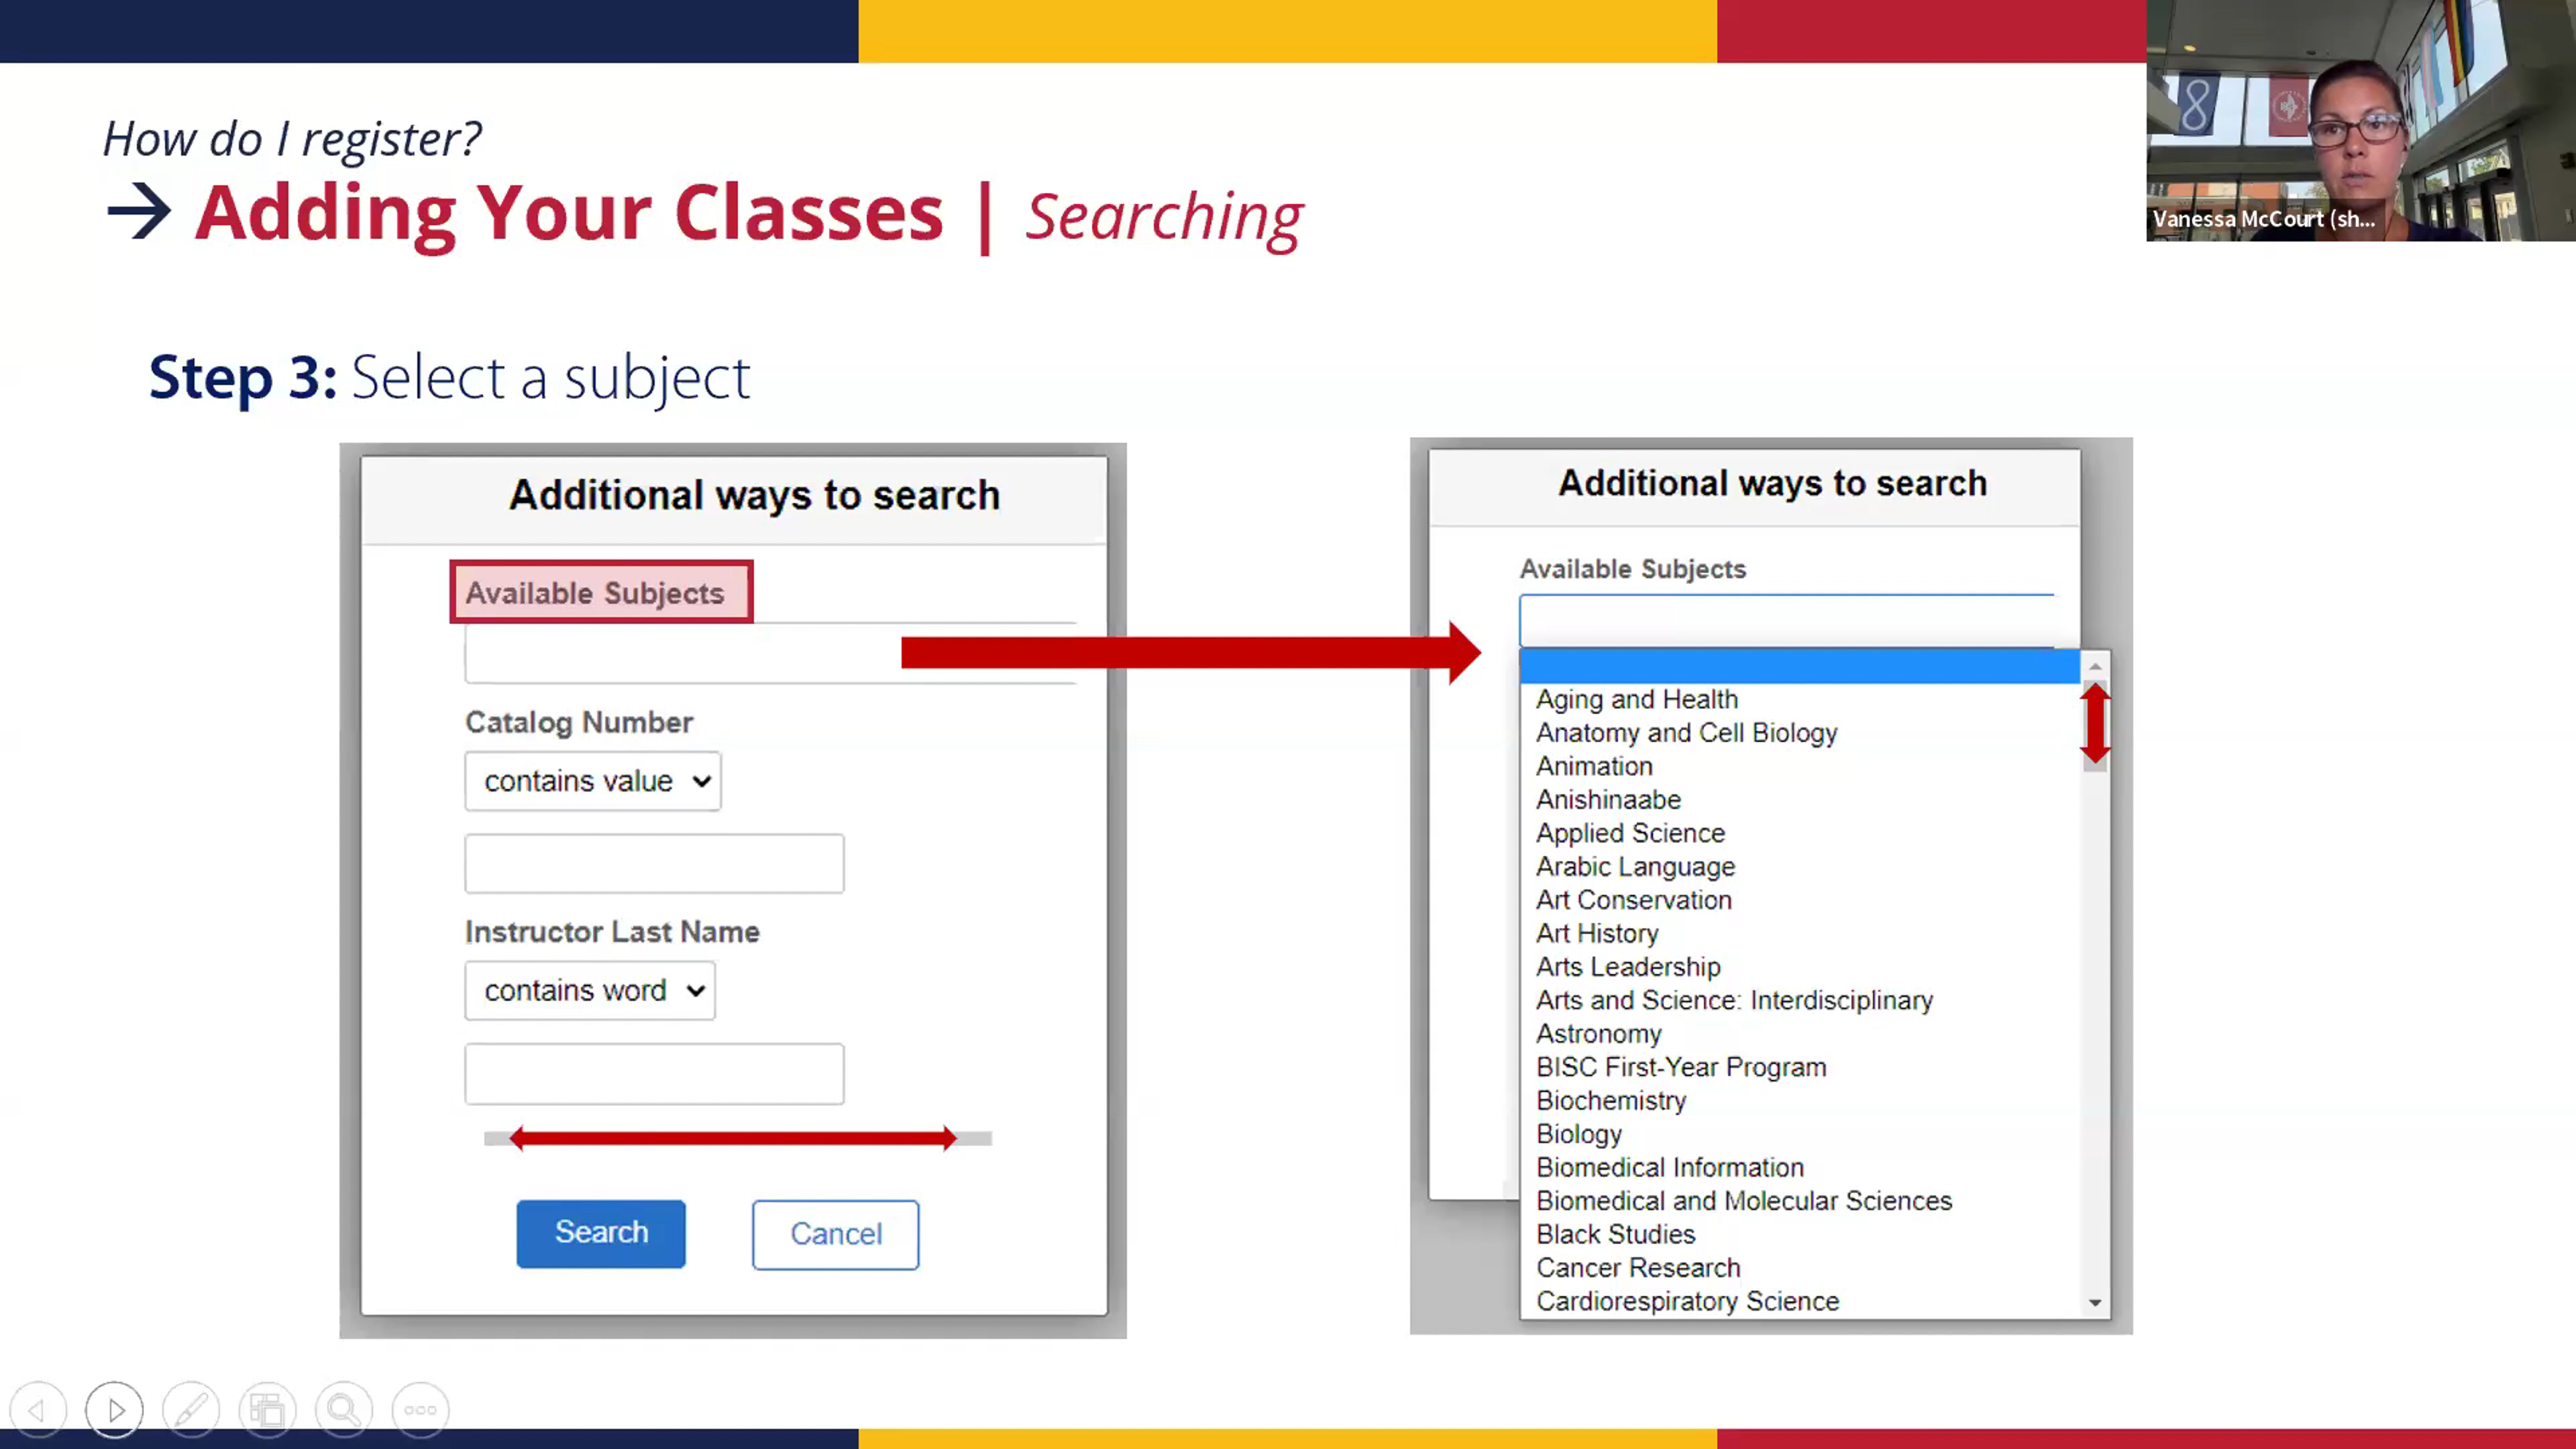 How do I register?
→ Adding Your Classes | Searching
Vanessa McCourt (sh...
Step 3: Select a subject
Additional ways to search
Available Subjects
Catalog Number
contains value
Instructor Last Name
contains word
Search
Cancel
Additional ways to search
Available Subjects
Aging and Health
Anatomy and Cell Biology
Animation
Anishinaabe
Applied Science
Arabic Language
Art Conservation
Art History
Arts Leadership
Arts and Science: Interdisciplinary
Astronomy
BISC First-Year Program
Biochemistry
Biology
Biomedical Information
Biomedical and Molecular Sciences
Black Studies
Cancer Research
Cardiorespiratory Science